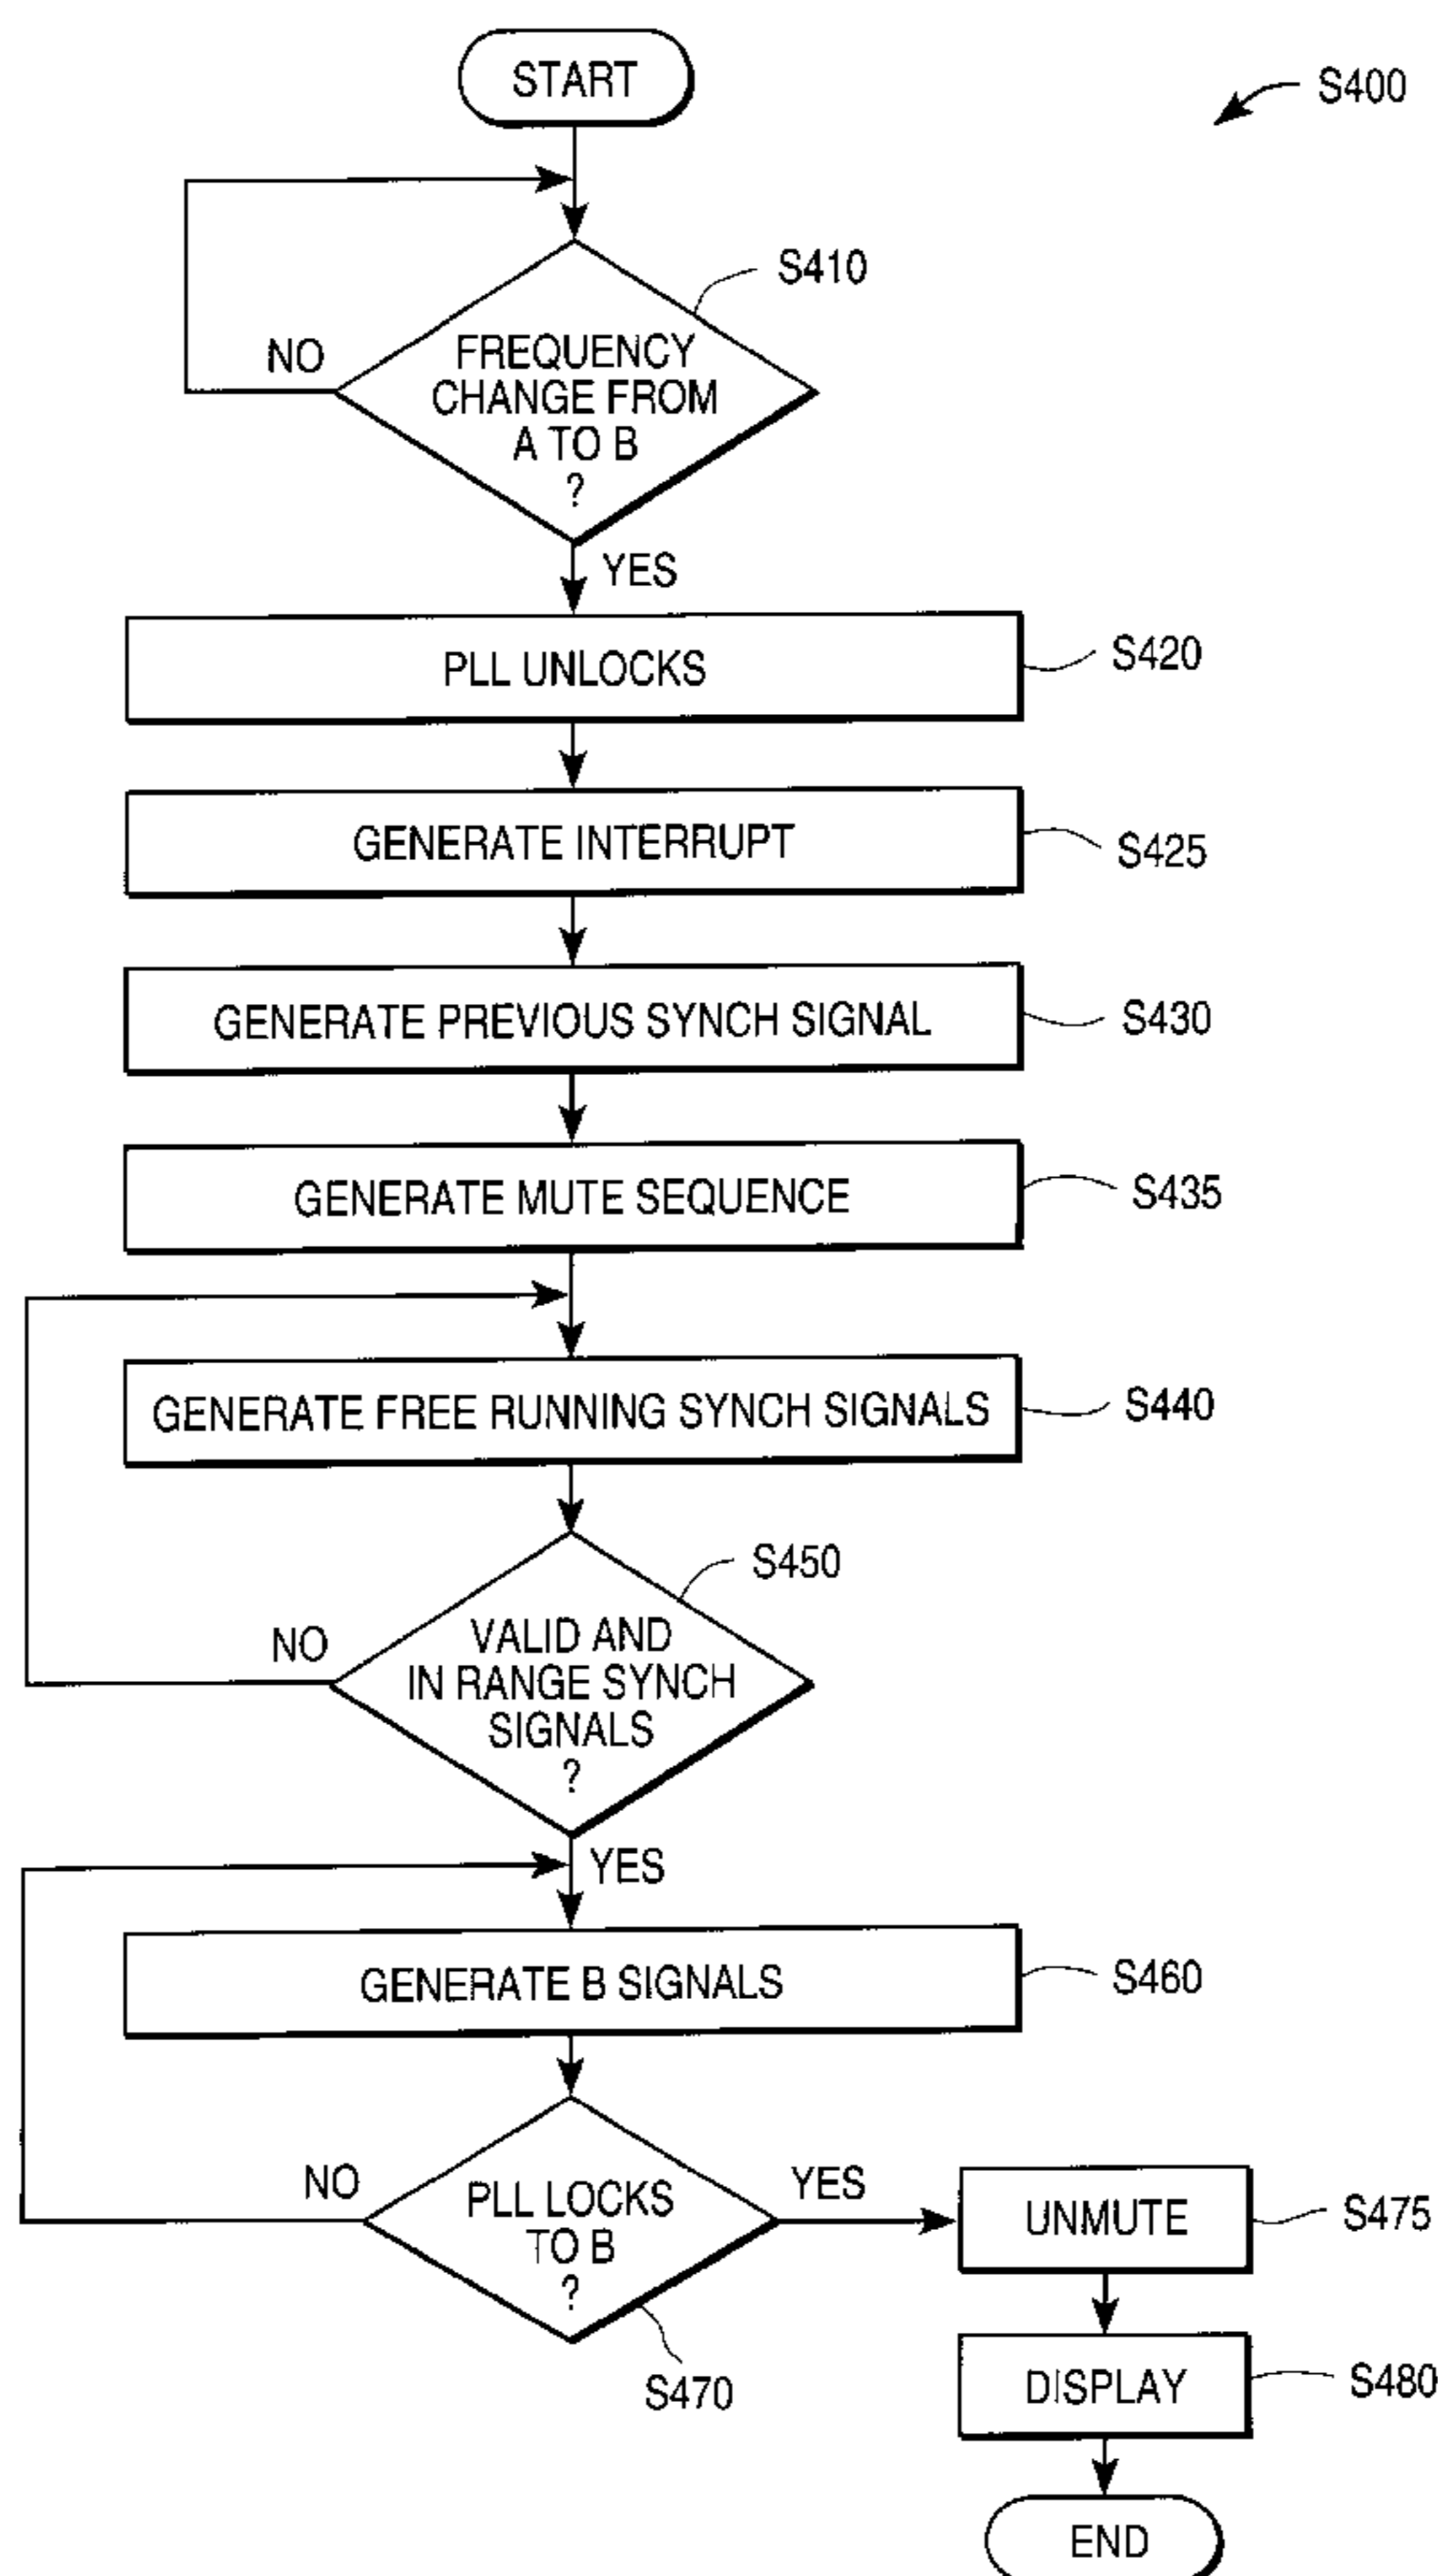 START
S400
S410
FREQUENCY
CHANGE FROM
A TO B
?
NO
YES
PLL UNLOCKS
S420
GENERATE INTERRUPT
S425
GENERATE PREVIOUS SYNCH SIGNAL
S430
GENERATE MUTE SEQUENCE
S435
GENERATE FREE RUNNING SYNCH SIGNALS
S440
S450
VALID AND
IN RANGE SYNCH
SIGNALS
?
NO
YES
GENERATE B SIGNALS
S460
PLL LOCKS
TO B
?
NO
YES
S470
UNMUTE
S475
DISPLAY
S480
END